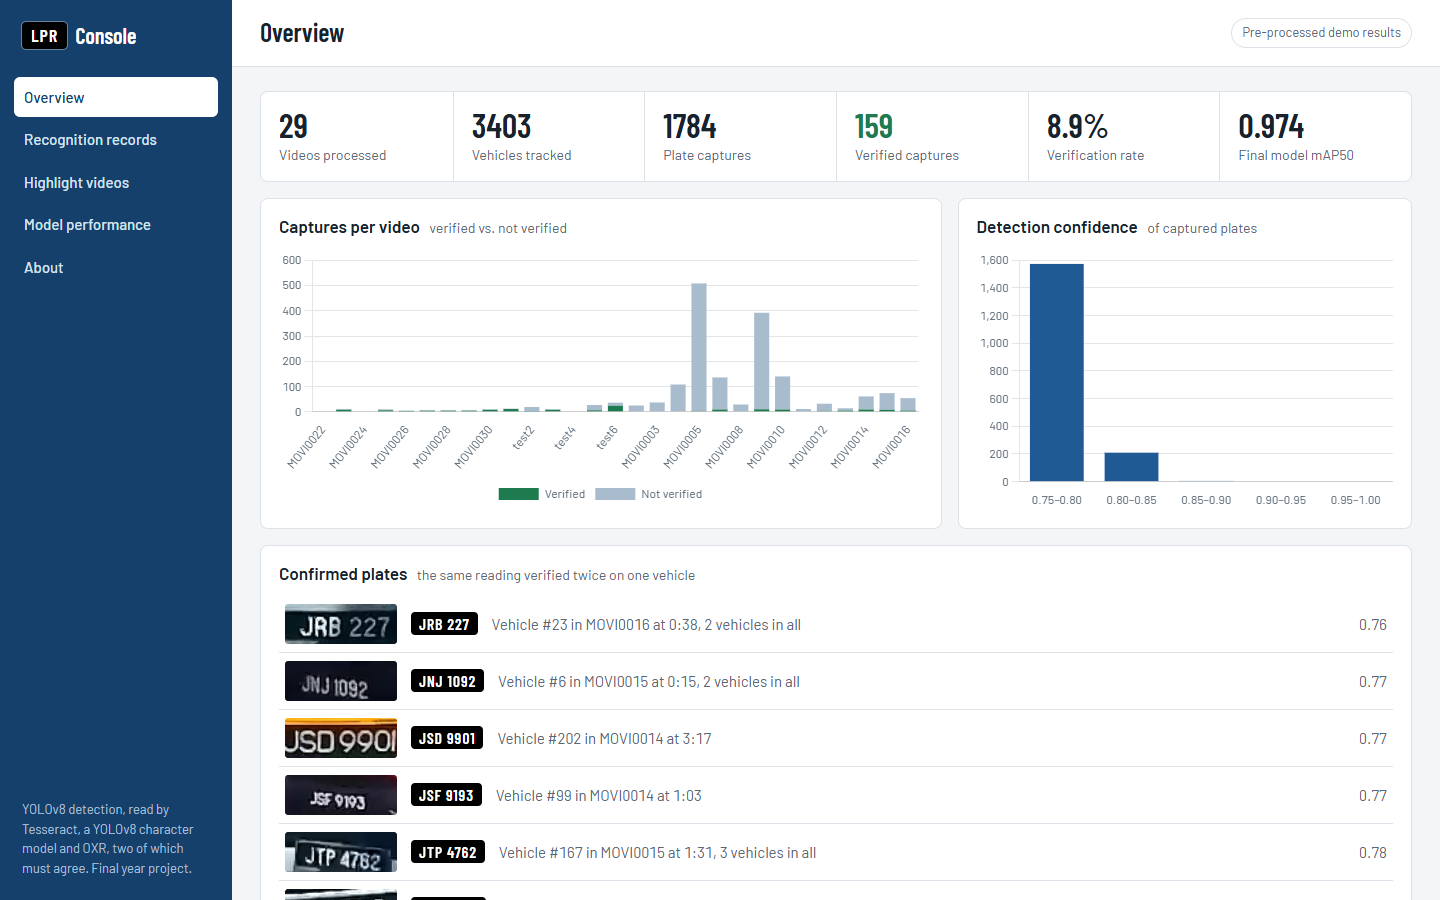 LPR Console
Overview
Recognition records
Highlight videos
Model performance
About
YOLOv8 detection, read by
Tesseract, a YOLOv8 character
model and OXR, two of which
must agree. Final year project.
Overview
Pre-processed demo results
29
Videos processed
3403
Vehicles tracked
1784
Plate captures
159
Verified captures
8.9%
Verification rate
0.974
Final model mAP50
Captures per video verified vs. not verified
600
500
400
300
200
100
0
MOVI0022
MOVI0024
MOVI0026
MOVI0028
MOVI0030
test2
test4
test6
MOVI0003
MOVI0005
MOVI0008
MOVI0010
MOVI0012
MOVI0014
MOVI0016
Verified
Not verified
Detection confidence of captured plates
1,600
1,400
1,200
1,000
800
600
400
200
0
0.75–0.80
0.80–0.85
0.85–0.90
0.90–0.95
0.95–1.00
Confirmed plates the same reading verified twice on one vehicle
JRB 227 JRB 227 Vehicle #23 in MOVI0016 at 0:38, 2 vehicles in all 0.76
JNJ 1092 JNJ 1092 Vehicle #6 in MOVI0015 at 0:15, 2 vehicles in all 0.77
JSD 9901 JSD 9901 Vehicle #202 in MOVI0014 at 3:17 0.77
JSF 9193 JSF 9193 Vehicle #99 in MOVI0014 at 1:03 0.77
JTP 4762 JTP 4762 Vehicle #167 in MOVI0015 at 1:31, 3 vehicles in all 0.78